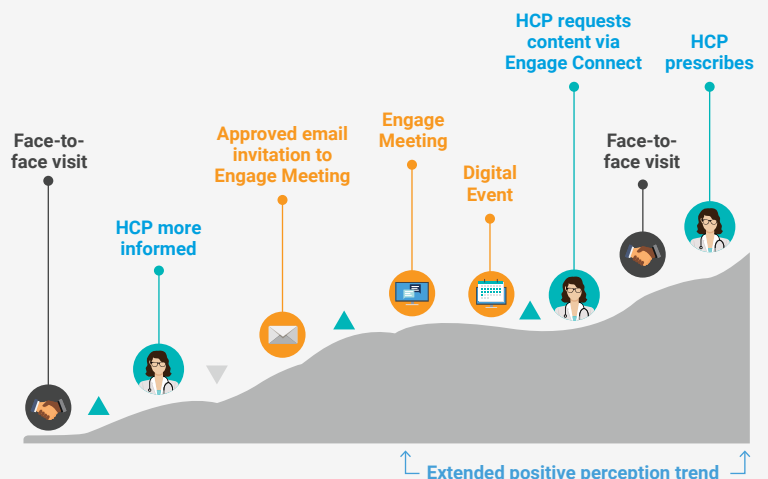 Face-to-
face visit
HCP more
informed
Approved email
invitation to
Engage Meeting
Engage
Meeting
Digital
Event
HCP requests
content via
Engage Connect
Face-to-
face visit
HCP
prescribes
Extended positive perception trend